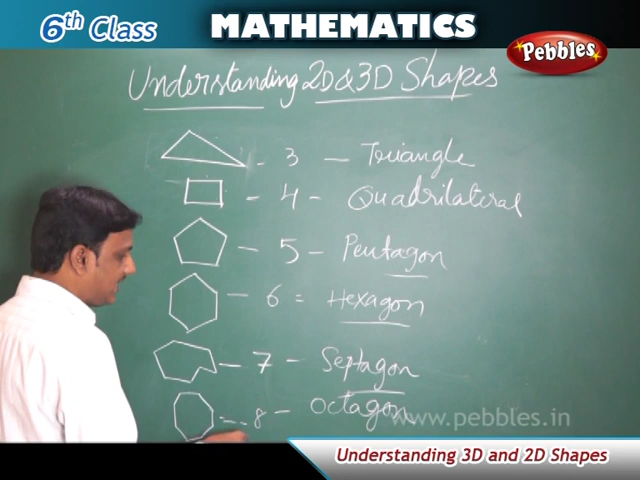 6th Class MATHEMATICS
Pebbles
Understanding 2D & 3D Shapes
- 3 - Triangle
- 4 - Quadrilateral
- 5 - Pentagon
- 6 = Hexagon
- 7 - Septagon
- - 8 - Octagon
www.pebbles.in
Understanding 3D and 2D Shapes